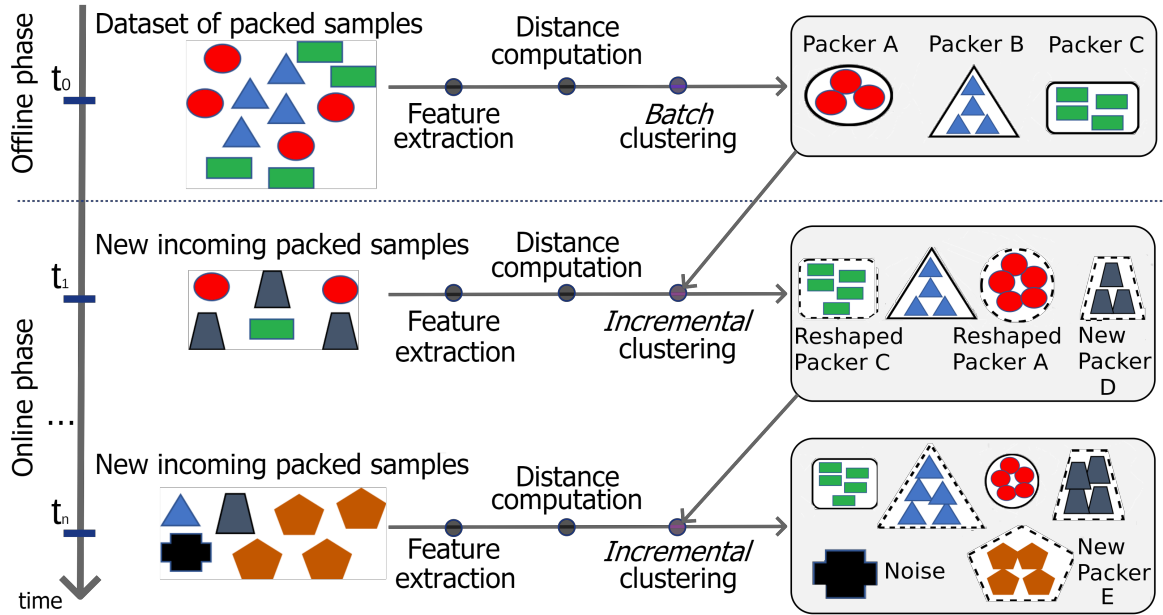 Offline phase
Dataset of packed samples
t0
Distance
computation
Feature
extraction
Batch
clustering
Packer A
Packer B
Packer C
Online phase
New incoming packed samples
t1
Distance
computation
Feature
extraction
Incremental
clustering
Reshaped
Packer C
Reshaped
Packer A
New
Packer
D
...
New incoming packed samples
tn
Distance
computation
Feature
extraction
Incremental
clustering
Noise
New
Packer
E
time